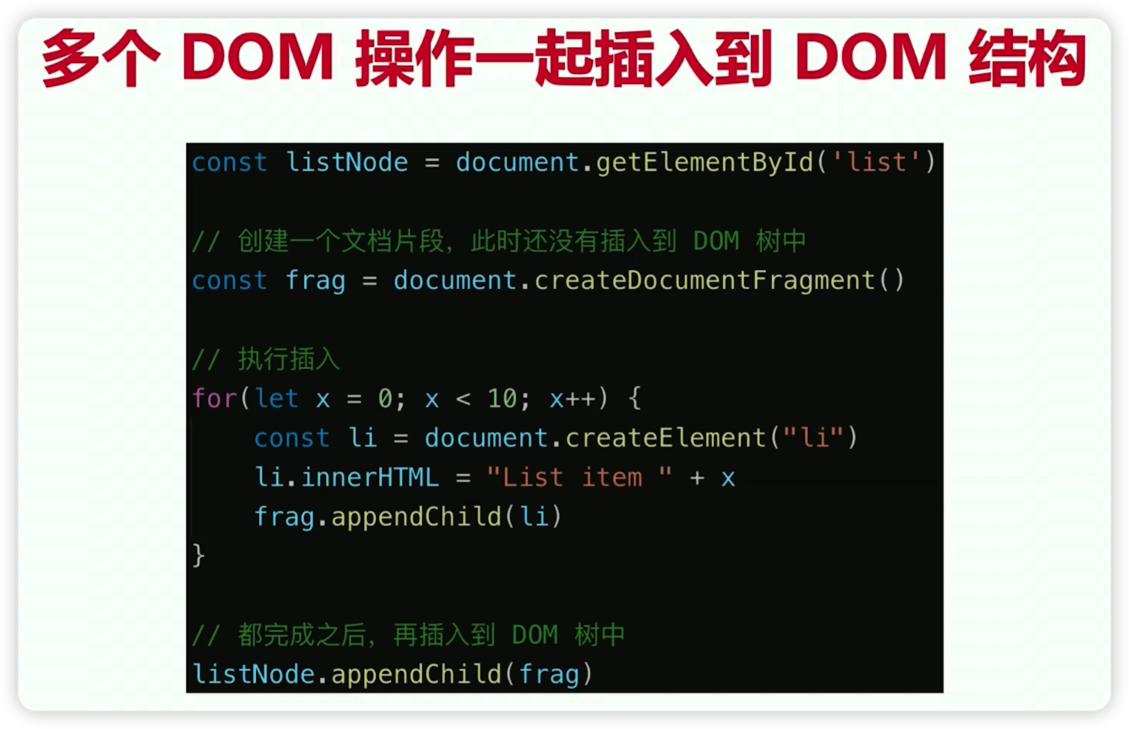 多个 DOM 操作一起插入到 DOM 结构
const listNode = document.getElementById('list')
// 创建一个文档片段，此时还没有插入到 DOM 树中
const frag = document.createDocumentFragment()
// 执行插入
for(let x = 0; x < 10; x++) {
    const li = document.createElement("li")
    li.innerHTML = "List item " + x
    frag.appendChild(li)
}
// 都完成之后，再插入到 DOM 树中
listNode.appendChild(frag)